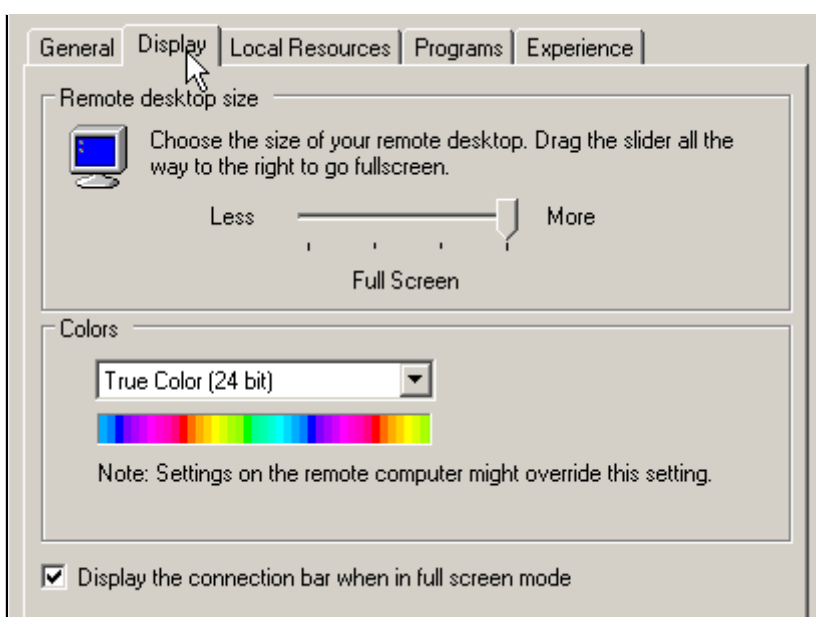 General Display Local Resources Programs Experience
Remote desktop size
Choose the size of your remote desktop. Drag the slider all the
way to the right to go fullscreen.
Less More
Full Screen
Colors
True Color (24 bit)
Note: Settings on the remote computer might override this setting.
Display the connection bar when in full screen mode